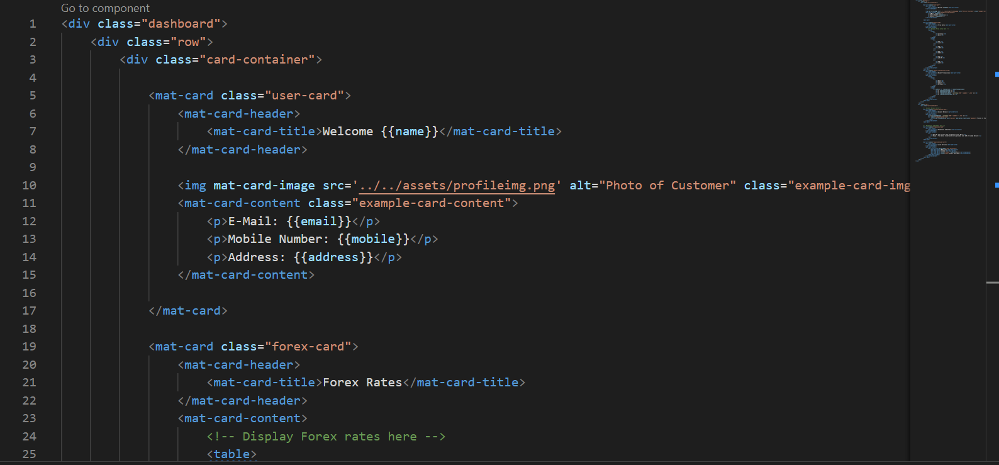 Go to component
1 <div class="dashboard">
2 <div class="row">
3 <div class="card-container">
4
5 <mat-card class="user-card">
6 <mat-card-header>
7 <mat-card-title>Welcome {{name}}</mat-card-title>
8 </mat-card-header>
9
10 <img mat-card-image src='../../assets/profileimg.png' alt="Photo of Customer" class="example-card-img
11 <mat-card-content class="example-card-content">
12 <p>E-Mail: {{email}}</p>
13 <p>Mobile Number: {{mobile}}</p>
14 <p>Address: {{address}}</p>
15 </mat-card-content>
16
17 </mat-card>
18
19 <mat-card class="forex-card">
20 <mat-card-header>
21 <mat-card-title>Forex Rates</mat-card-title>
22 </mat-card-header>
23 <mat-card-content>
24 <!-- Display Forex rates here -->
25 <table>